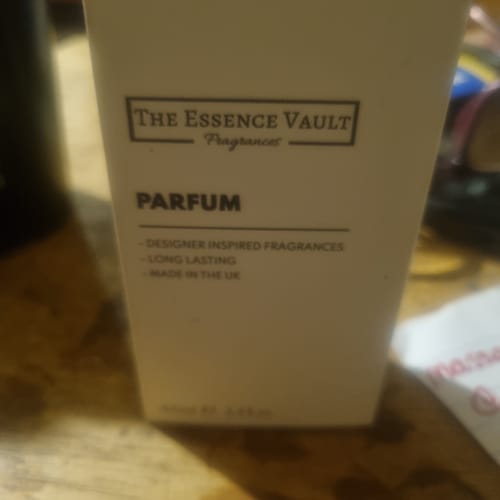 THE ESSENCE VAULT
Fragrances
PARFUM
- DESIGNER INSPIRED FRAGRANCES
- LONG LASTING
- MADE IN THE UK